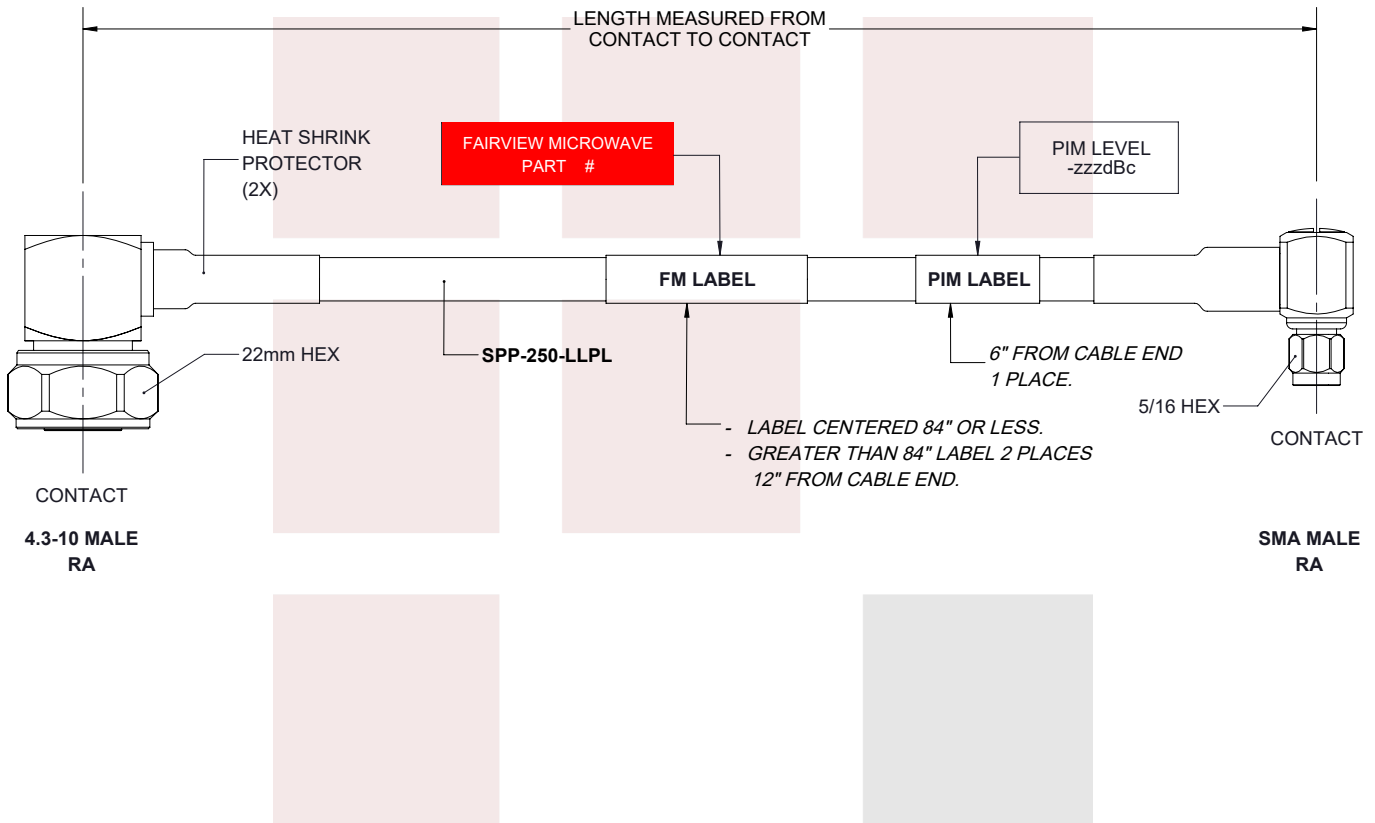 LENGTH MEASURED FROM
CONTACT TO CONTACT
HEAT SHRINK
PROTECTOR
(2X)
FAIRVIEW MICROWAVE
PART #
PIM LEVEL
-zzzdBc
FM LABEL
PIM LABEL
22mm HEX
SPP-250-LLPL
6" FROM CABLE END
1 PLACE.
5/16 HEX
- LABEL CENTERED 84" OR LESS.
- GREATER THAN 84" LABEL 2 PLACES
12" FROM CABLE END.
CONTACT
CONTACT
4.3-10 MALE
RA
SMA MALE
RA